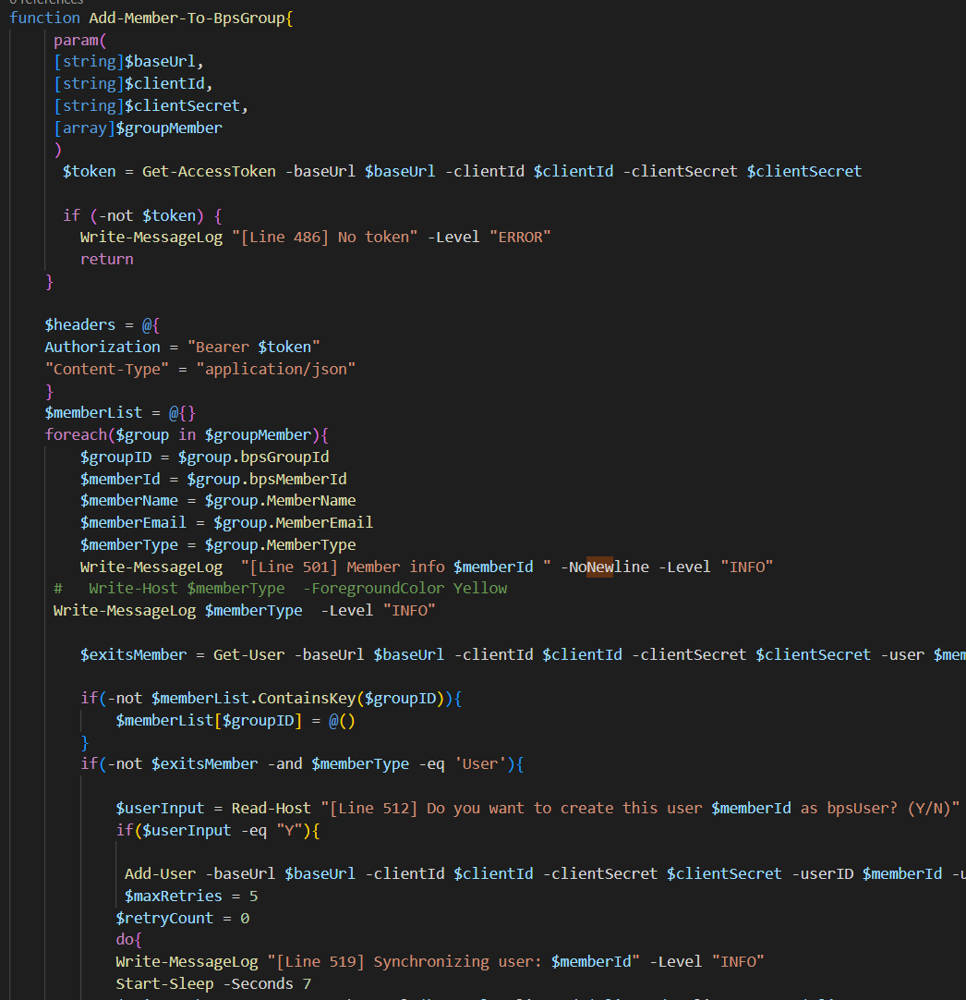 0 references
function Add-Member-To-BpsGroup{
param(
[string]$baseUrl,
[string]$clientId,
[string]$clientSecret,
[array]$groupMember
)
$token = Get-AccessToken -baseUrl $baseUrl -clientId $clientId -clientSecret $clientSecret
if (-not $token) {
Write-MessageLog "[Line 486] No token" -Level "ERROR"
return
}
$headers = @{
Authorization = "Bearer $token"
"Content-Type" = "application/json"
}
$memberList = @{}
foreach($group in $groupMember){
$groupID = $group.bpsGroupId
$memberId = $group.bpsMemberId
$memberName = $group.MemberName
$memberEmail = $group.MemberEmail
$memberType = $group.MemberType
Write-MessageLog  "[Line 501] Member info $memberId " -NoNewline -Level "INFO"
#   Write-Host $memberType  -ForegroundColor Yellow
Write-MessageLog $memberType  -Level "INFO"
$exitsMember = Get-User -baseUrl $baseUrl -clientId $clientId -clientSecret $clientSecret -user $mem
if(-not $memberList.ContainsKey($groupID)){
$memberList[$groupID] = @()
}
if(-not $exitsMember -and $memberType -eq 'User'){
$userInput = Read-Host "[Line 512] Do you want to create this user $memberId as bpsUser? (Y/N)"
if($userInput -eq "Y"){
Add-User -baseUrl $baseUrl -clientId $clientId -clientSecret $clientSecret -userID $memberId -u
$maxRetries = 5
$retryCount = 0
do{
Write-MessageLog "[Line 519] Synchronizing user: $memberId" -Level "INFO"
Start-Sleep -Seconds 7